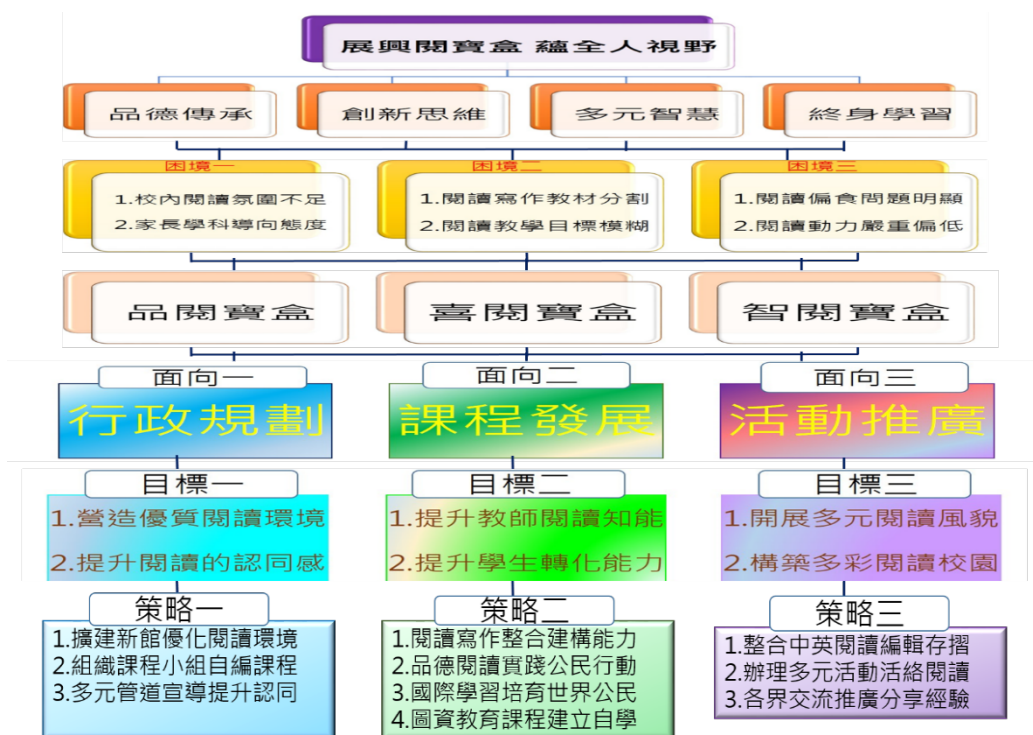 展興閱寶盒 蘊全人視野
品德傳承
創新思維
多元智慧
終身學習
困境一
1.校內閱讀氛圍不足
2.家長學科導向態度
困境二
1.閱讀寫作教材分割
2.閱讀教學目標模糊
困境三
1.閱讀偏食問題明顯
2.閱讀動力嚴重偏低
品閱寶盒
喜閱寶盒
智閱寶盒
面向一
行政規劃
面向二
課程發展
面向三
活動推廣
目標一
1.營造優質閱讀環境
2.提升閱讀的認同感
目標二
1.提升教師閱讀知能
2.提升學生轉化能力
目標三
1.開展多元閱讀風貌
2.構築多彩閱讀校園
策略一
1.擴建新館優化閱讀環境
2.組織課程小組自編課程
3.多元管道宣導提升認同
策略二
1.閱讀寫作整合建構能力
2.品德閱讀實踐公民行動
3.國際學習培育世界公民
4.圖資教育課程建立自學
策略三
1.整合中英閱讀編輯存摺
2.辦理多元活動活絡閱讀
3.各界交流推廣分享經驗